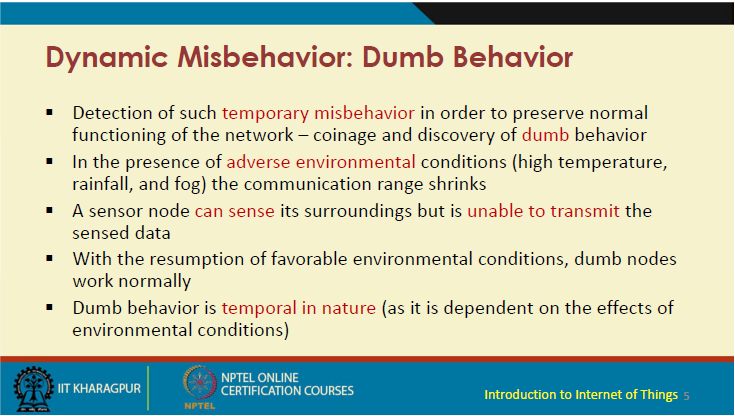 Dynamic Misbehavior: Dumb Behavior
▪ Detection of such temporary misbehavior in order to preserve normal
functioning of the network – coinage and discovery of dumb behavior
▪ In the presence of adverse environmental conditions (high temperature,
rainfall, and fog) the communication range shrinks
▪ A sensor node can sense its surroundings but is unable to transmit the
sensed data
▪ With the resumption of favorable environmental conditions, dumb nodes
work normally
▪ Dumb behavior is temporal in nature (as it is dependent on the effects of
environmental conditions)
IIT KHARAGPUR
NPTEL
NPTEL ONLINE
CERTIFICATION COURSES
Introduction to Internet of Things 5